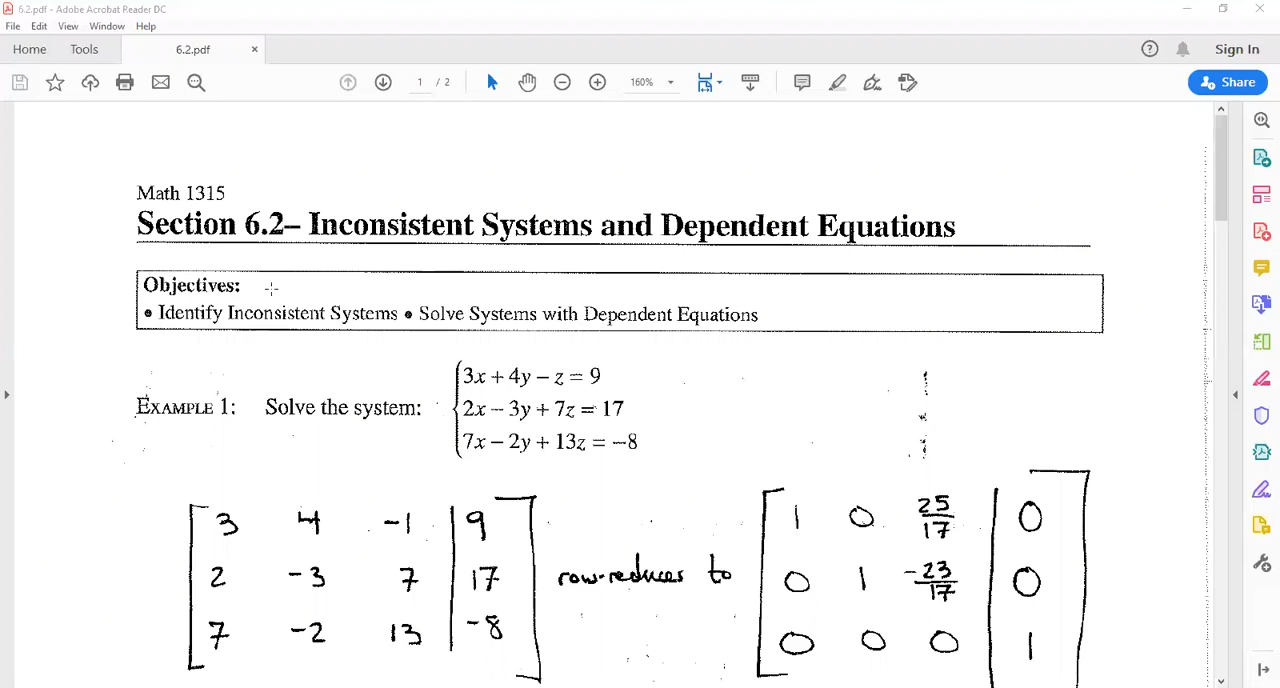 6.2.pdf - Adobe Acrobat Reader DC
File Edit View Window Help
Home Tools 6.2.pdf × Sign In
1 / 2 160% Share
Math 1315
Section 6.2– Inconsistent Systems and Dependent Equations
Objectives:
• Identify Inconsistent Systems • Solve Systems with Dependent Equations
3x + 4y − z = 9
EXAMPLE 1: Solve the system: 2x − 3y + 7z = 17
7x − 2y + 13z = −8
3 4 -1 9 1 0 25/17 0
2 -3 7 17 row-reduces to 0 1 -23/17 0
7 -2 13 -8 0 0 0 1